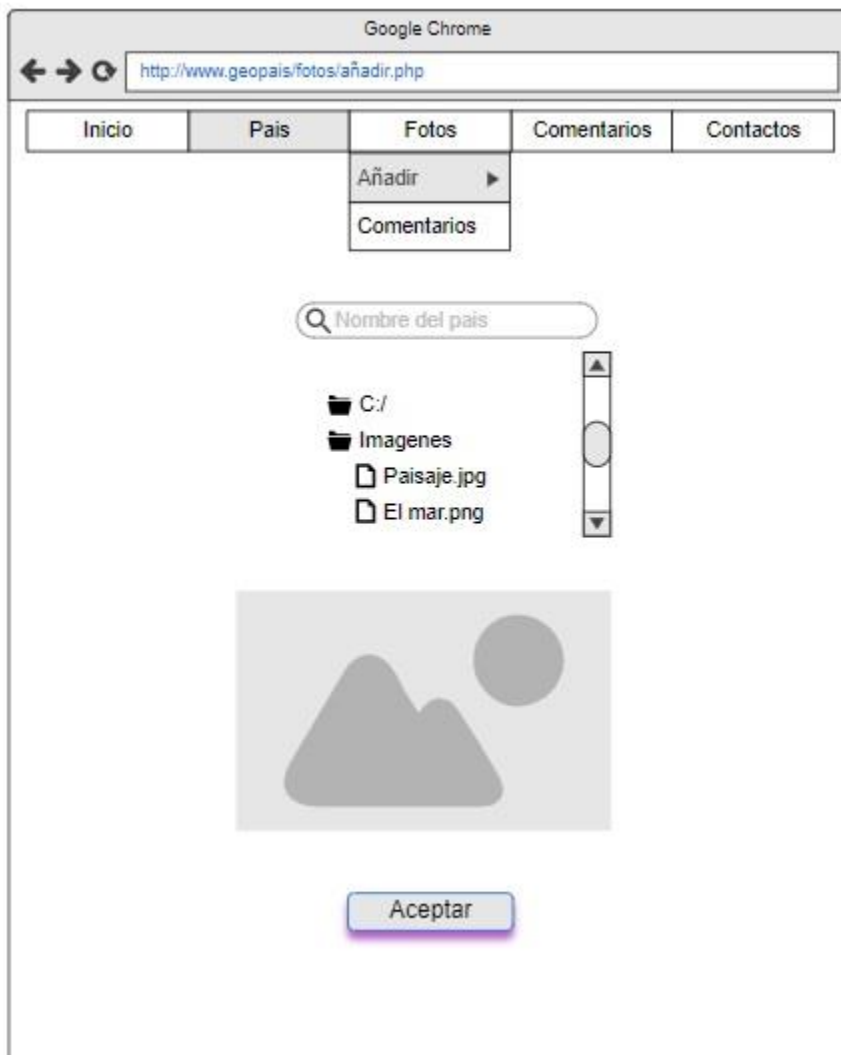 Google Chrome
http://www.geopais/fotos/añadir.php
Inicio Pais Fotos Comentarios Contactos
Añadir
Comentarios
Nombre del pais
C:/
Imagenes
Paisaje.jpg
El mar.png
Aceptar